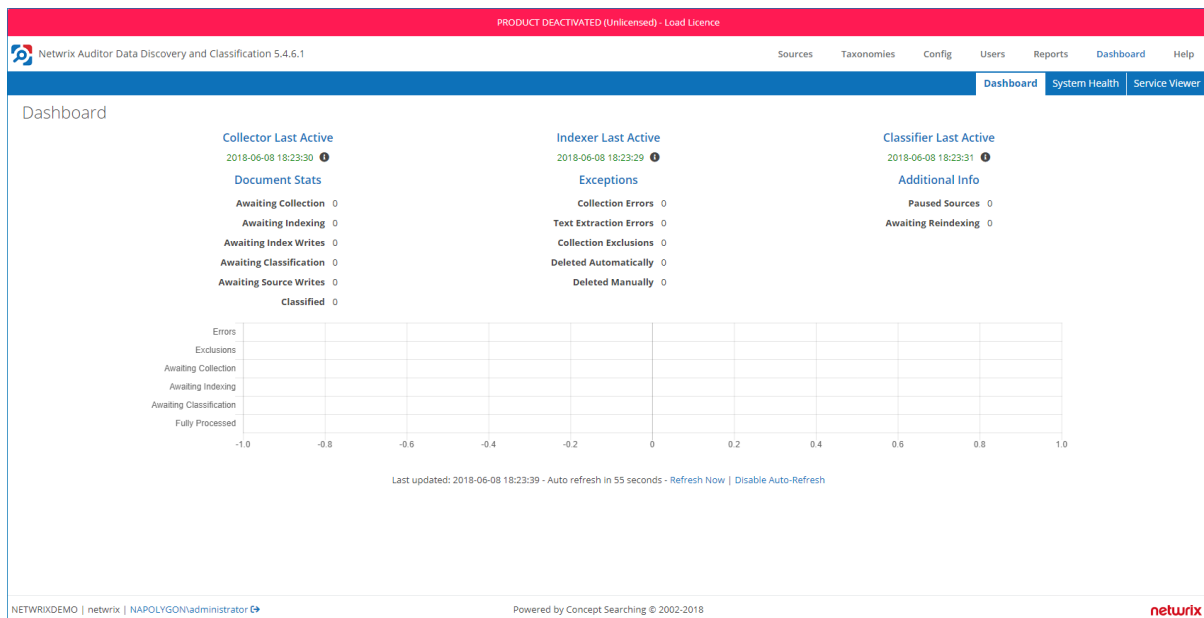 PRODUCT DEACTIVATED (Unlicensed) - Load Licence
Netwrix Auditor Data Discovery and Classification 5.4.6.1
Sources Taxonomies Config Users Reports Dashboard Help
Dashboard System Health Service Viewer
Dashboard
Collector Last Active Indexer Last Active Classifier Last Active
2018-06-08 18:23:30 2018-06-08 18:23:29 2018-06-08 18:23:31
Document Stats Exceptions Additional Info
Awaiting Collection 0 Collection Errors 0 Paused Sources 0
Awaiting Indexing 0 Text Extraction Errors 0 Awaiting Reindexing 0
Awaiting Index Writes 0 Collection Exclusions 0
Awaiting Classification 0 Deleted Automatically 0
Awaiting Source Writes 0 Deleted Manually 0
Classified 0
Errors
Exclusions
Awaiting Collection
Awaiting Indexing
Awaiting Classification
Fully Processed
-1.0 -0.8 -0.6 -0.4 -0.2 0 0.2 0.4 0.6 0.8 1.0
Last updated: 2018-06-08 18:23:39 - Auto refresh in 55 seconds - Refresh Now | Disable Auto-Refresh
NETWRIXDEMO | netwrix | NAPOLYGON\administrator Powered by Concept Searching © 2002-2018 netwrix